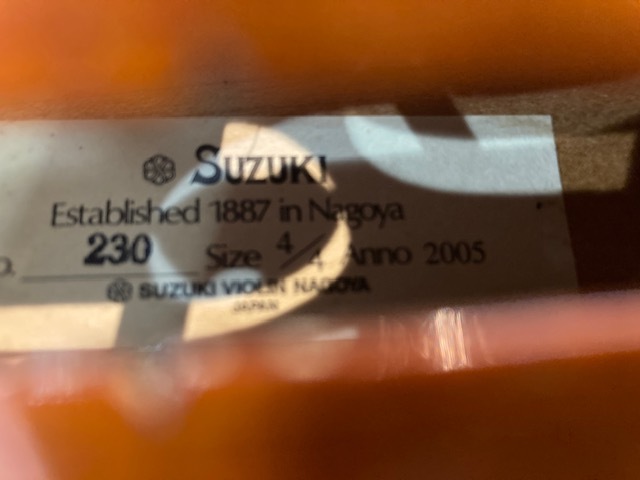 SUZUKI
Established 1887 in Nagoya
230 Size 4/4 Anno 2005
SUZUKI VIOLIN NAGOYA
JAPAN